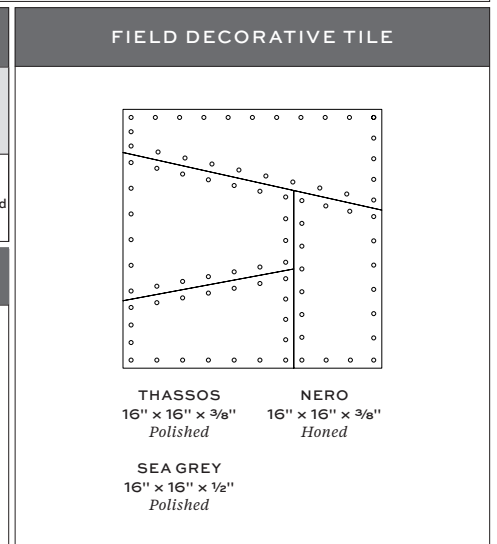 FIELD DECORATIVE TILE
d
THASSOS
16" x 16" x ⅜"
Polished
NERO
16" x 16" x ⅜"
Honed
SEA GREY
16" x 16" x ½"
Polished